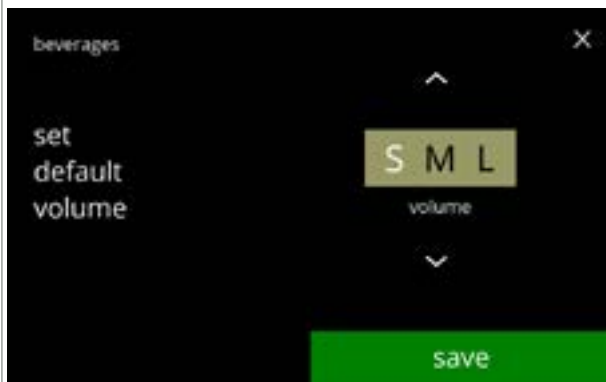 beverages
set
default
volume
S M L
volume
save